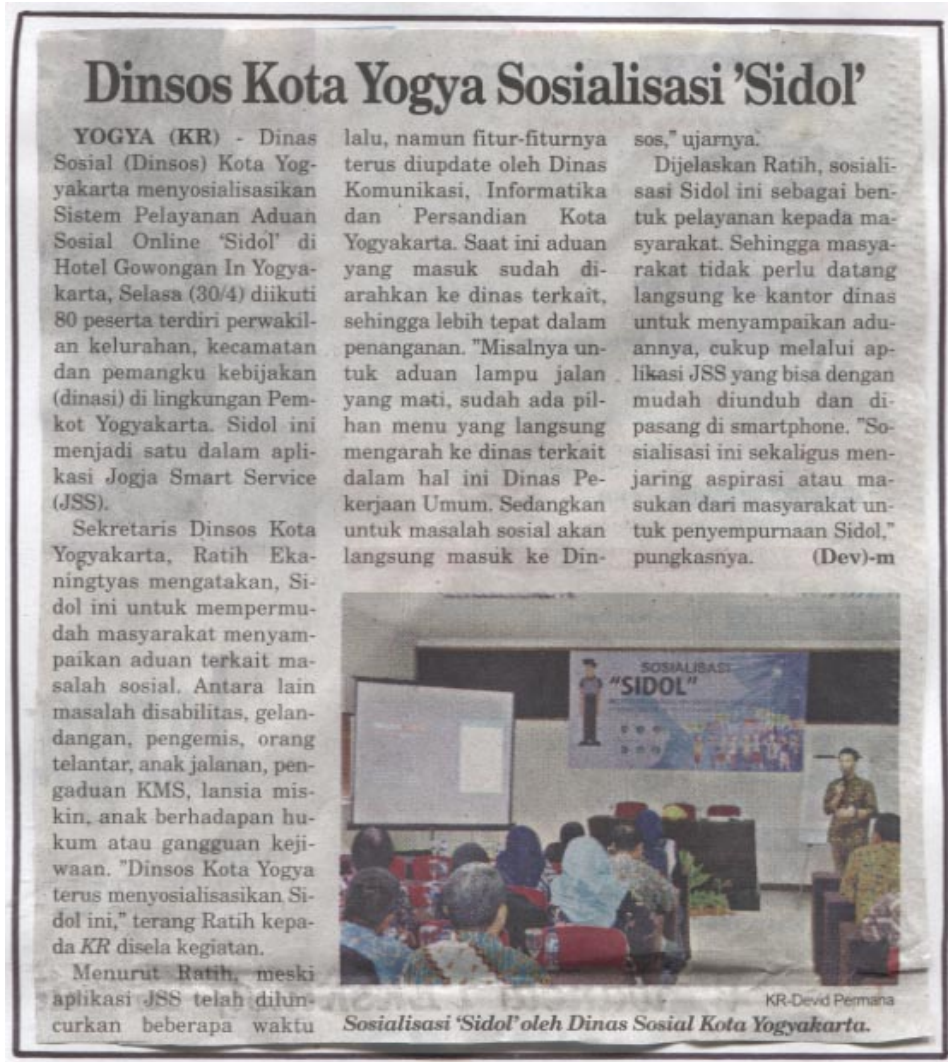 Dinsos Kota Yogya Sosialisasi 'Sidol'
YOGYA (KR) - Dinas
Sosial (Dinsos) Kota Yog-
yakarta menyosialisasikan
Sistem Pelayanan Aduan
Sosial Online 'Sidol' di
Hotel Gowongan In Yogya-
karta, Selasa (30/4) diikuti
80 peserta terdiri perwakil-
an kelurahan, kecamatan
dan pemangku kebijakan
(dinasi) di lingkungan Pem-
kot Yogyakarta. Sidol ini
menjadi satu dalam apli-
kasi Jogja Smart Service
(JSS).
Sekretaris Dinsos Kota
Yogyakarta, Ratih Eka-
ningtyas mengatakan, Si-
dol ini untuk mempermu-
dah masyarakat menyam-
paikan aduan terkait ma-
salah sosial. Antara lain
masalah disabilitas, gelan-
dangan, pengemis, orang
telantar, anak jalanan, pen-
gaduan KMS, lansia mis-
kin, anak berhadapan hu-
kum atau gangguan keji-
waan. "Dinsos Kota Yogya
terus menyosialisasikan Si-
dol ini," terang Ratih kepa-
da KR disela kegiatan.
Menurut Ratih, meski
aplikasi JSS telah dilun-
curkan beberapa waktu
lalu, namun fitur-fiturnya
terus diupdate oleh Dinas
Komunikasi, Informatika
dan Persandian Kota
Yogyakarta. Saat ini aduan
yang masuk sudah di-
arahkan ke dinas terkait,
sehingga lebih tepat dalam
penanganan. "Misalnya un-
tuk aduan lampu jalan
yang mati, sudah ada pil-
han menu yang langsung
mengarah ke dinas terkait
dalam hal ini Dinas Pe-
kerjaan Umum. Sedangkan
untuk masalah sosial akan
langsung masuk ke Din-
sos," ujarnya.
Dijelaskan Ratih, sosiali-
sasi Sidol ini sebagai ben-
tuk pelayanan kepada ma-
syarakat. Sehingga masya-
rakat tidak perlu datang
langsung ke kantor dinas
untuk menyampaikan adu-
annya, cukup melalui ap-
likasi JSS yang bisa dengan
mudah diunduh dan di-
pasang di smartphone. "So-
sialisasi ini sekaligus men-
jaring aspirasi atau ma-
sukan dari masyarakat un-
tuk penyempurnaan Sidol,"
pungkasnya. (Dev)-m
SOSIALISASI
"SIDOL"
KR-Devid Permana
Sosialisasi 'Sidol' oleh Dinas Sosial Kota Yogyakarta.